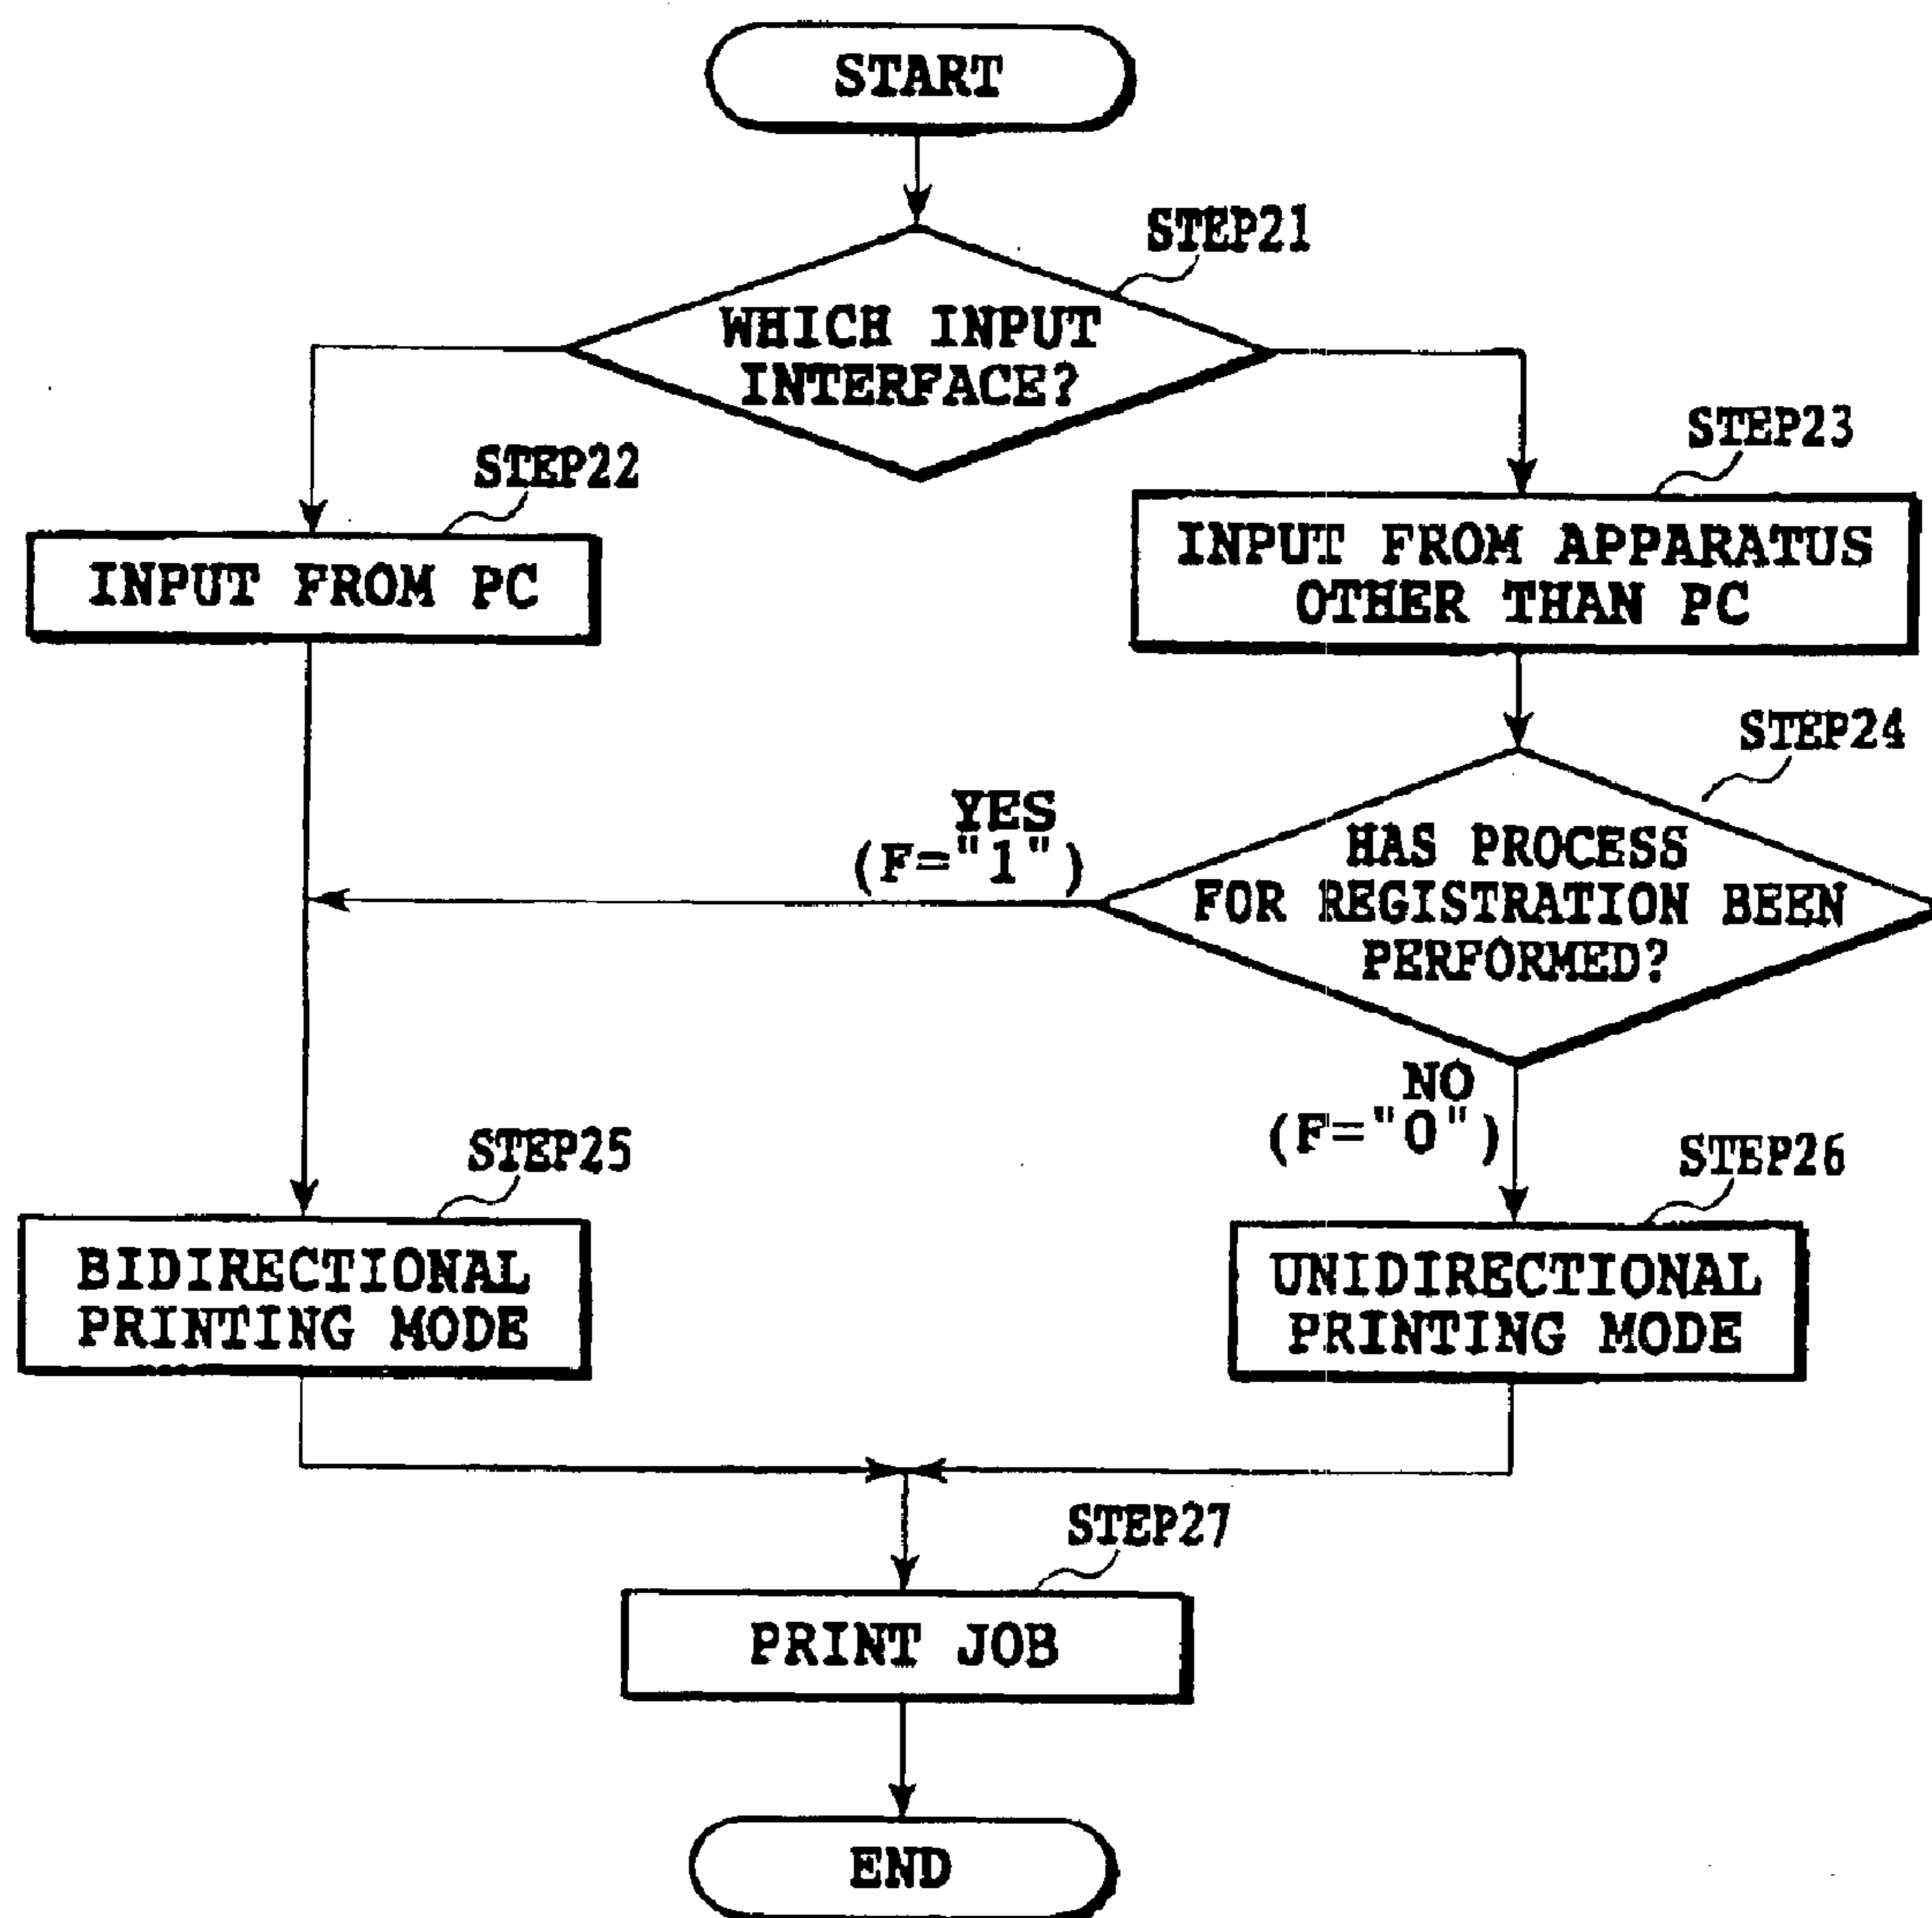 START
STEP21
WHICH INPUT
INTERFACE?
STEP22
STEP23
INPUT FROM PC
INPUT FROM APPARATUS
OTHER THAN PC
STEP24
YES
(F="1")
HAS PROCESS
FOR REGISTRATION BEEN
PERFORMED?
NO
(F="0")
STEP25
STEP26
BIDIRECTIONAL
PRINTING MODE
UNIDIRECTIONAL
PRINTING MODE
STEP27
PRINT JOB
END